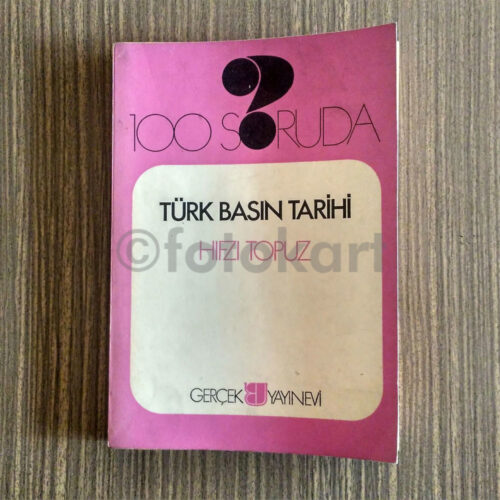 100 SORUDA
TÜRK BASIN TARİHİ
HIFZI TOPUZ
©fotokart
GERÇEK YAYINEVİ